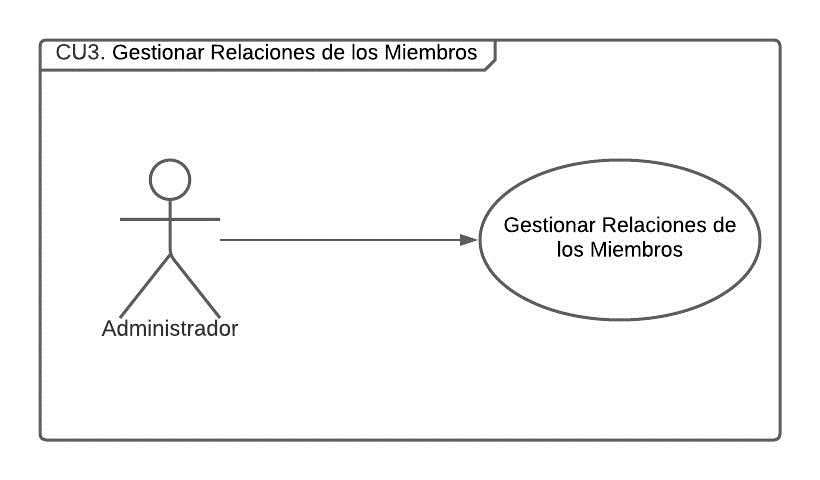 CU3. Gestionar Relaciones de los Miembros
Gestionar Relaciones de
los Miembros
Administrador